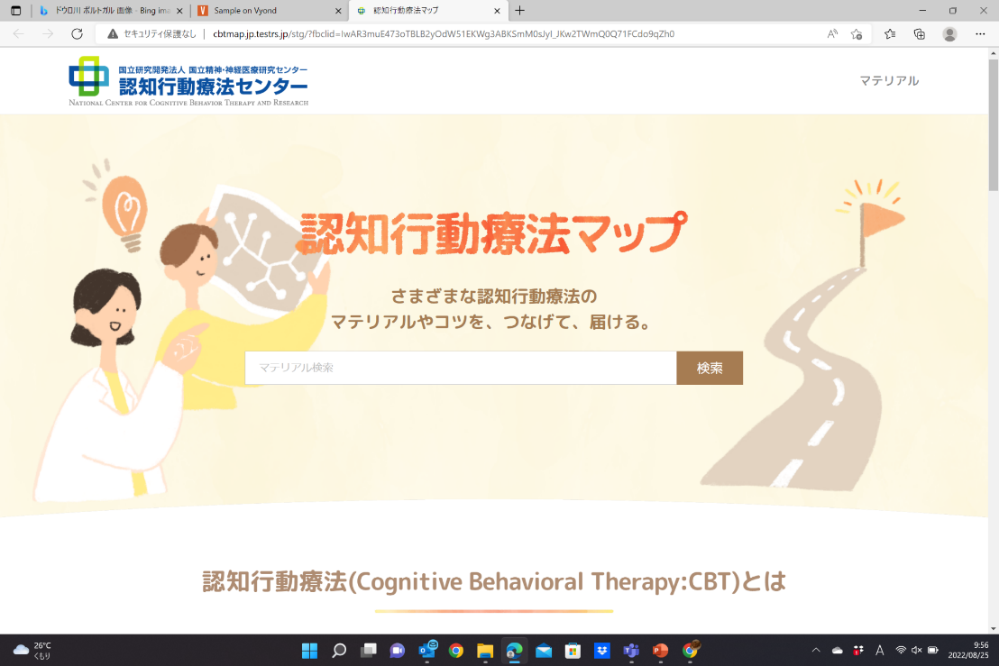 ドウロ川 ポルトガル 画像 - Bing ima
Sample on Vyond
認知行動療法マップ
セキュリティ保護なし
cbtmap.jp.testrs.jp/stg/?fbclid=IwAR3muE473oTBLB2yOdW51EKWg3ABKSmM0sJyl_JKw2TWmQ0Q71FCdo9qZh0
国立研究開発法人 国立精神・神経医療研究センター
認知行動療法センター
National Center for Cognitive Behavior Therapy and Research
マテリアル
認知行動療法マップ
さまざまな認知行動療法の
マテリアルやコツを、つなげて、届ける。
マテリアル検索
検索
認知行動療法(Cognitive Behavioral Therapy:CBT)とは
26°C
くもり
A
9:56
2022/08/25